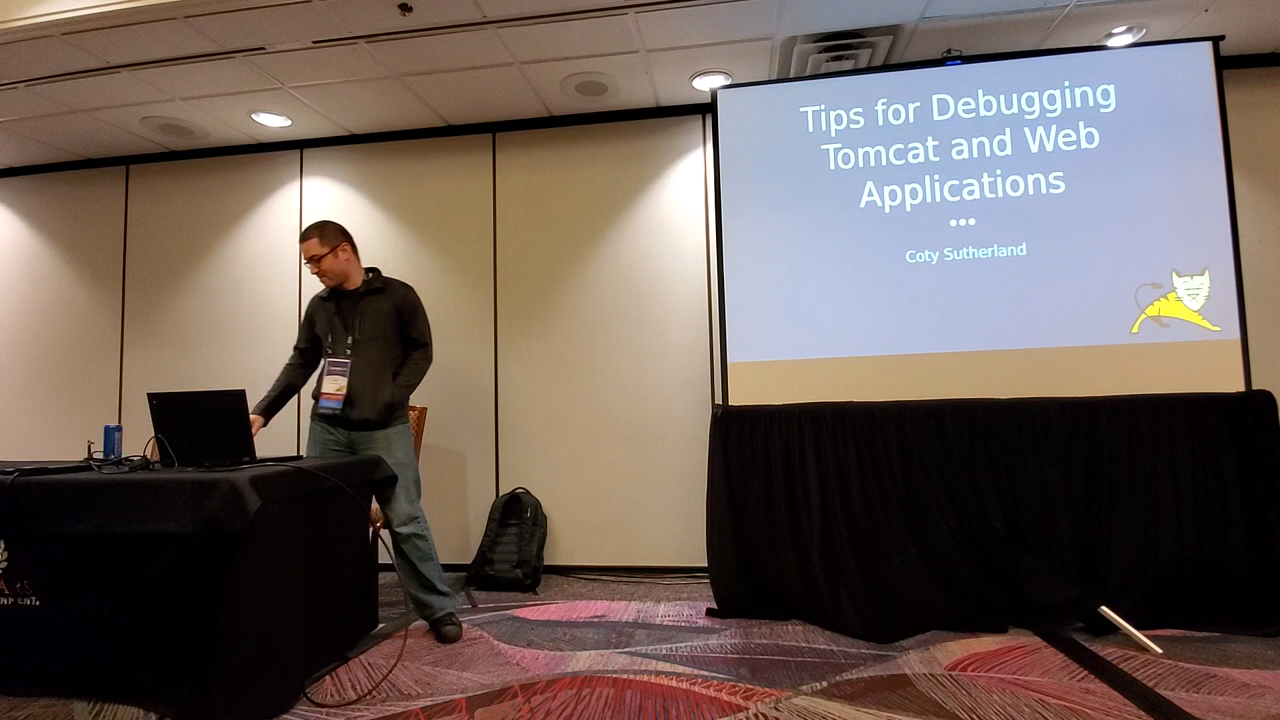 Tips for Debugging
Tomcat and Web
Applications
Coty Sutherland